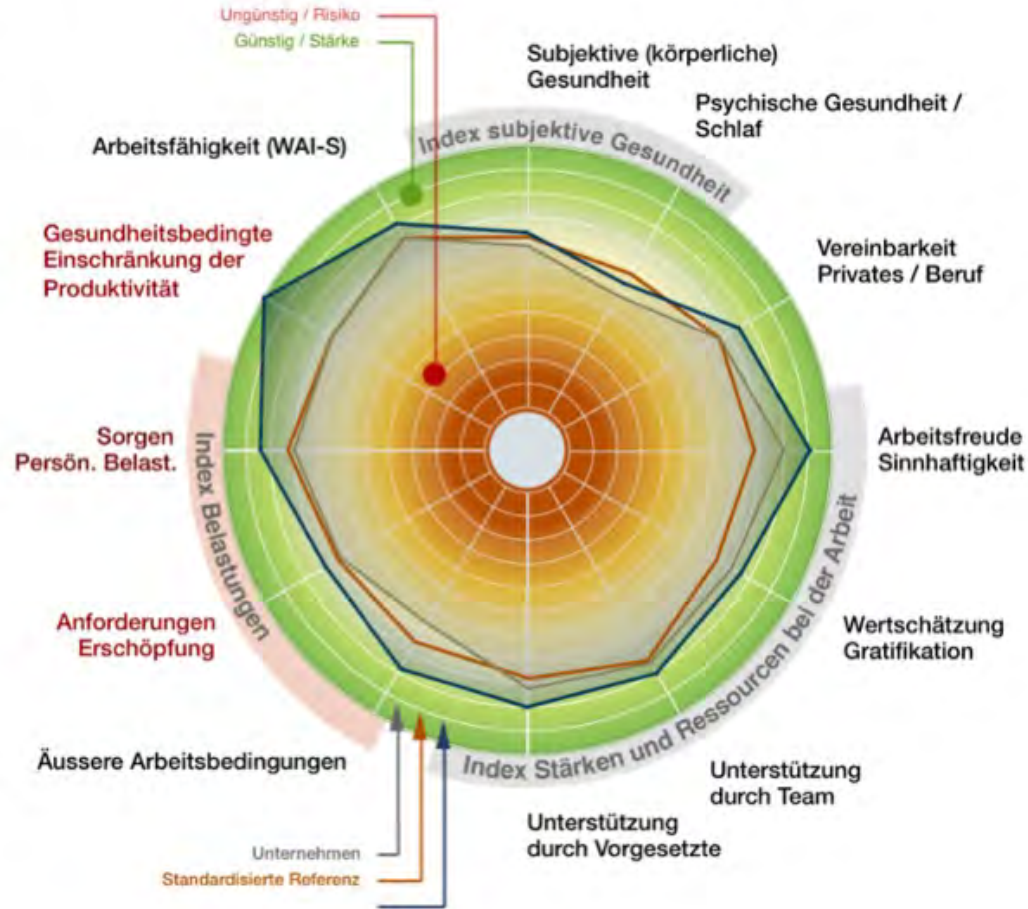 Ungünstig / Risiko
Günstig / Stärke
Subjektive (körperliche)
Gesundheit
Psychische Gesundheit /
Schlaf
Index subjektive Gesundheit
Arbeitsfähigkeit (WAI-S)
Gesundheitsbedingte
Einschränkung der
Produktivität
Vereinbarkeit
Privates / Beruf
Sorgen
Persön. Belast.
Index Belastungen
Arbeitsfreude
Sinnhaftigkeit
Anforderungen
Erschöpfung
Wertschätzung
Gratifikation
Index Stärken und Ressourcen bei der Arbeit
Äussere Arbeitsbedingungen
Unterstützung
durch Team
Unterstützung
durch Vorgesetzte
Unternehmen
Standardisierte Referenz